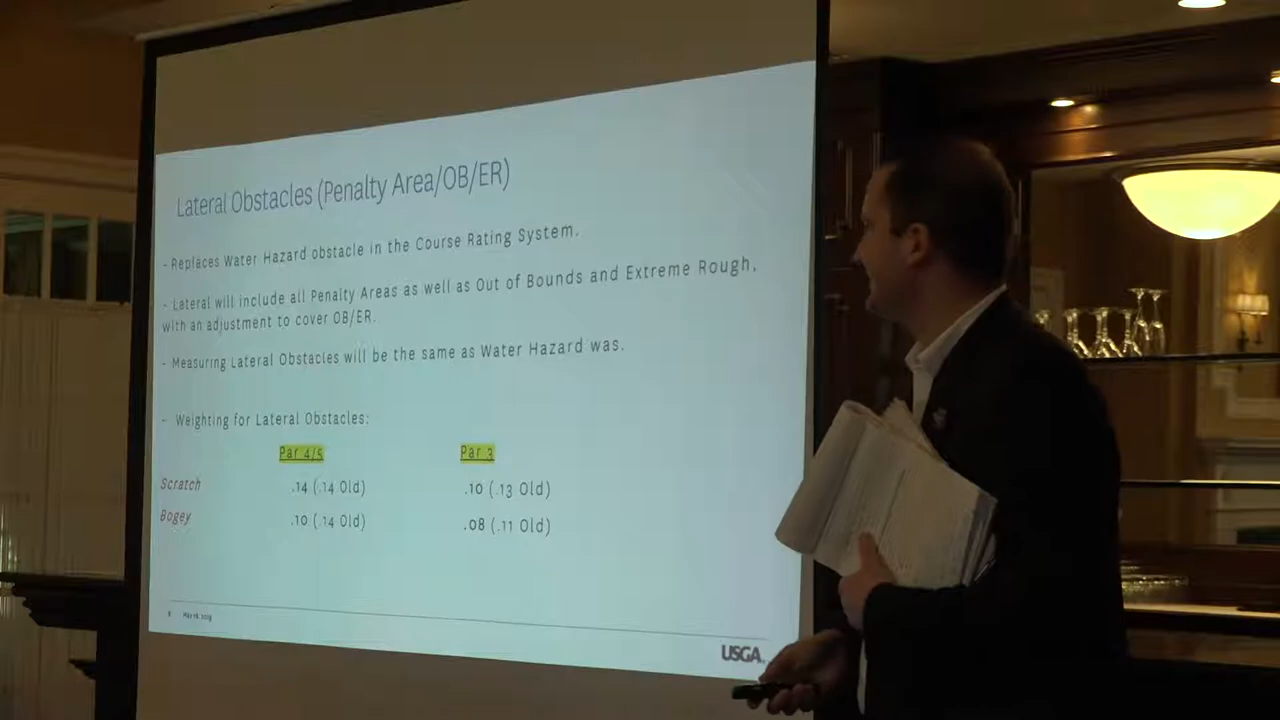 Lateral Obstacles (Penalty Area/OB/ER)
- Replaces Water Hazard obstacle in the Course Rating System.
- Lateral will include all Penalty Areas as well as Out of Bounds and Extreme Rough,
with an adjustment to cover OB/ER.
- Measuring Lateral Obstacles will be the same as Water Hazard was.
- Weighting for Lateral Obstacles:
Par 4/5 Par 3
Scratch .14 (.14 Old) .10 (.13 Old)
Bogey .10 (.14 Old) .08 (.11 Old)
USGA